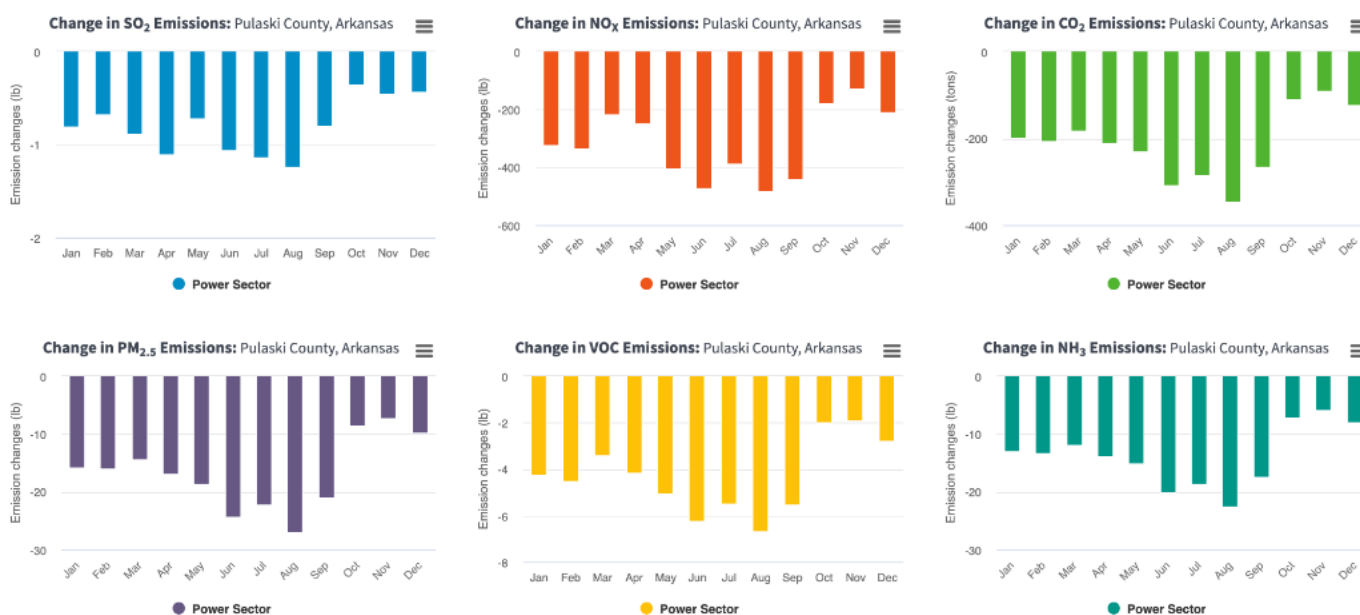 Change in SO₂ Emissions: Pulaski County, Arkansas
Emission changes (lb)
0
-1
-2
Jan Feb Mar Apr May Jun Jul Aug Sep Oct Nov Dec
Power Sector
Change in NOₓ Emissions: Pulaski County, Arkansas
Emission changes (lb)
0
-200
-400
-600
Jan Feb Mar Apr May Jun Jul Aug Sep Oct Nov Dec
Power Sector
Change in CO₂ Emissions: Pulaski County, Arkansas
Emission changes (tons)
0
-200
-400
Jan Feb Mar Apr May Jun Jul Aug Sep Oct Nov Dec
Power Sector
Change in PM₂.₅ Emissions: Pulaski County, Arkansas
Emission changes (lb)
0
-10
-20
-30
Jan Feb Mar Apr May Jun Jul Aug Sep Oct Nov Dec
Power Sector
Change in VOC Emissions: Pulaski County, Arkansas
Emission changes (lb)
0
-2
-4
-6
-8
Jan Feb Mar Apr May Jun Jul Aug Sep Oct Nov Dec
Power Sector
Change in NH₃ Emissions: Pulaski County, Arkansas
Emission changes (lb)
0
-10
-20
-30
Jan Feb Mar Apr May Jun Jul Aug Sep Oct Nov Dec
Power Sector